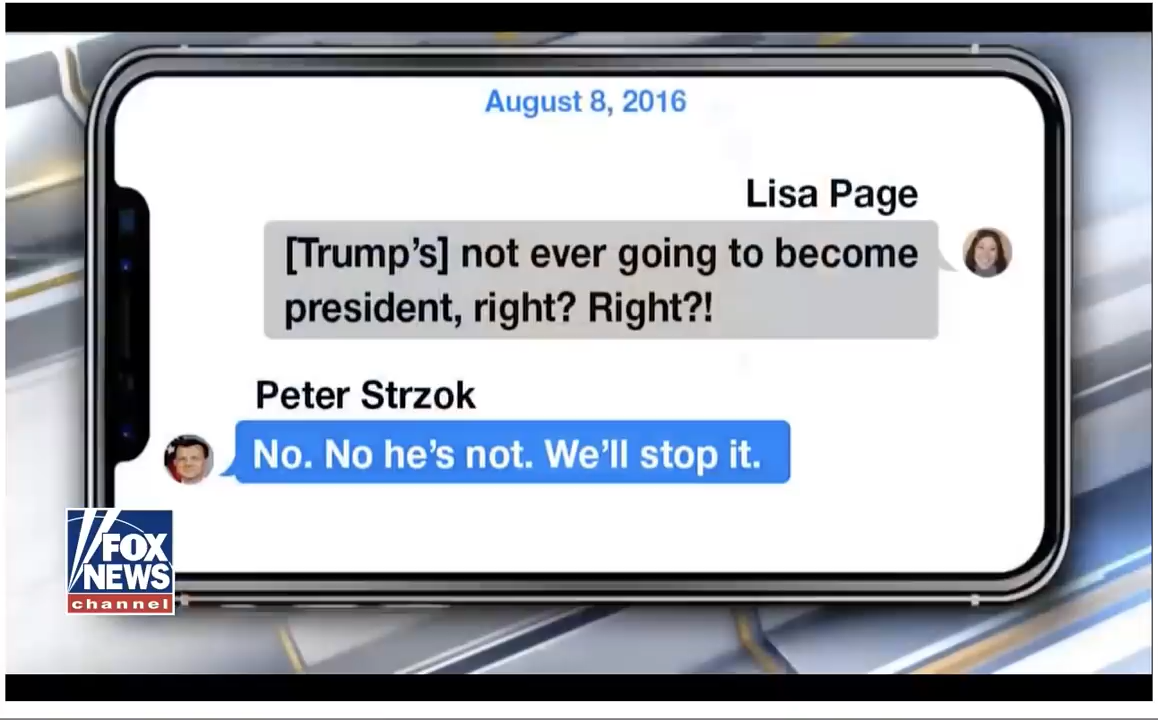 August 8, 2016
Lisa Page
[Trump's] not ever going to become
president, right? Right?!
Peter Strzok
No. No he's not. We'll stop it.
FOX
NEWS
channel